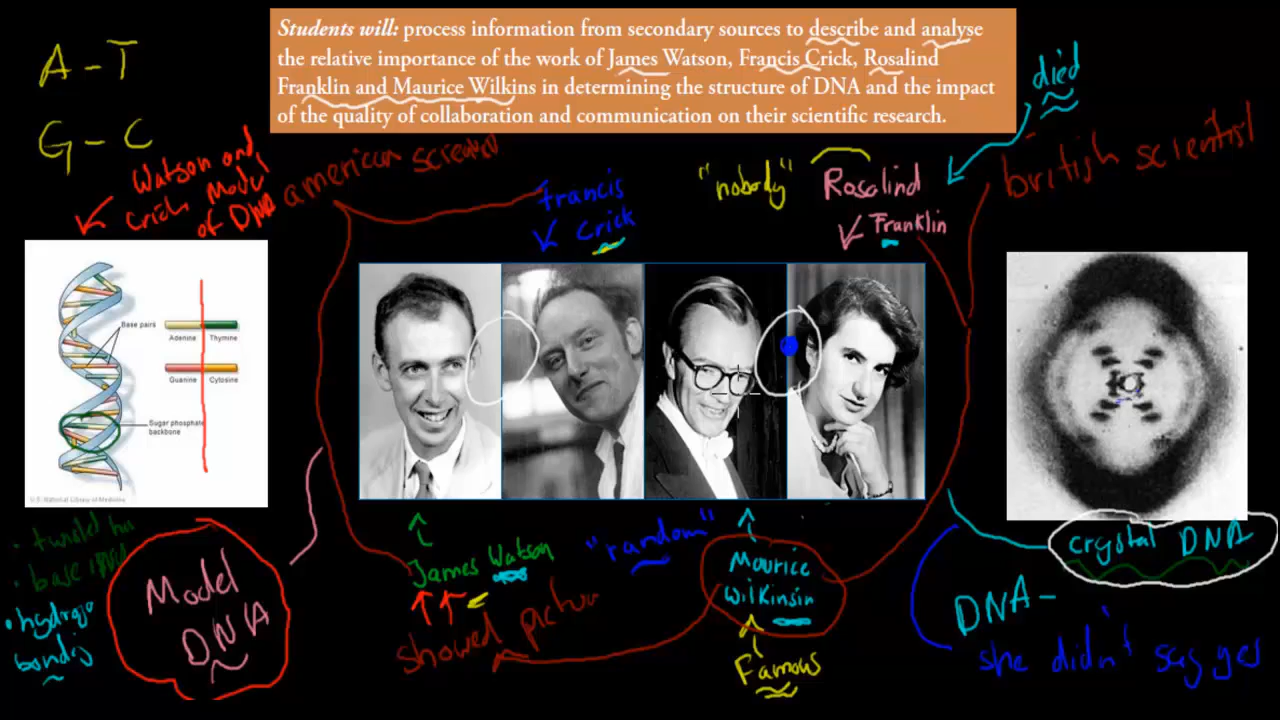 Students will: process information from secondary sources to describe and analyse
the relative importance of the work of James Watson, Francis Crick, Rosalind
Franklin and Maurice Wilkins in determining the structure of DNA and the impact
of the quality of collaboration and communication on their scientific research.
A - T
G - C
Watson and
Crick Model
of DNA
american
Francis
Crick
"nobody"
Rosalind
Franklin
died
british scientist
Base pairs
Adenine
Thymine
Guanine
Cytosine
Sugar phosphate
backbone
U.S. National Library of Medicine
James Watson
"random"
Maurice
Wilkinsin
showed
Famous
Model
DNA
crystal DNA
DNA -
she didn't